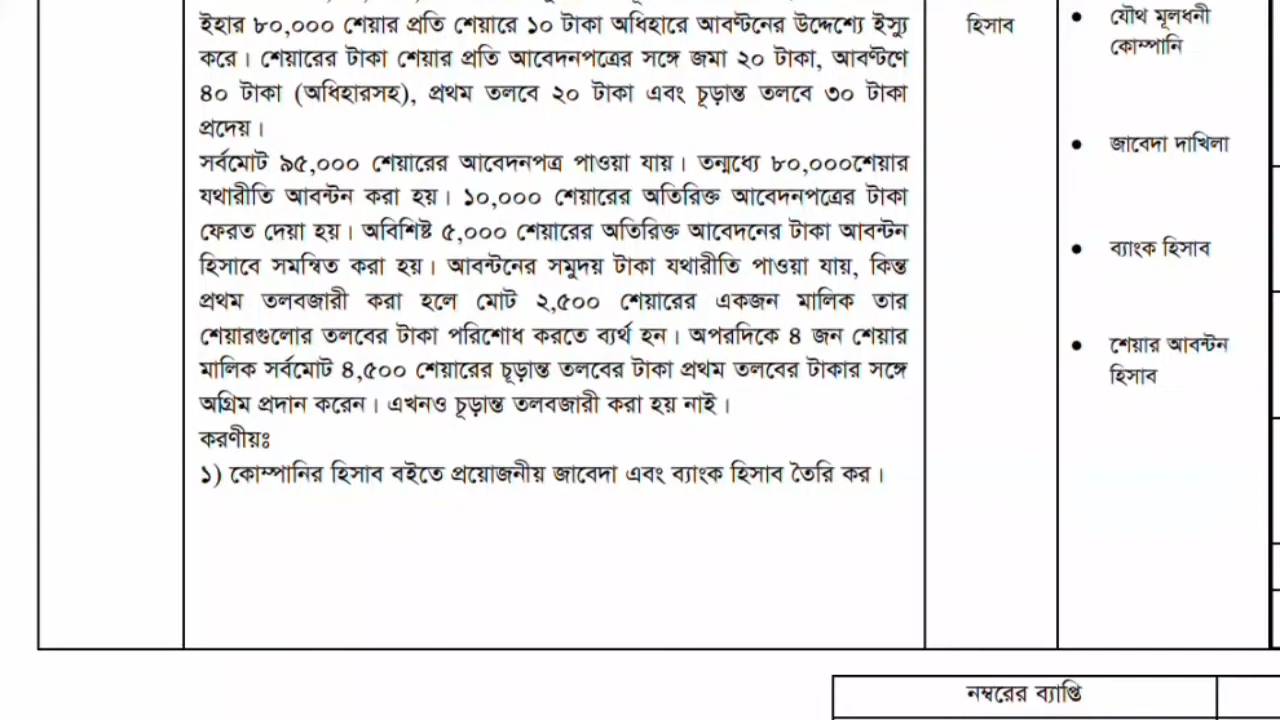 ইহার ৮০,০০০ শেয়ার প্রতি শেয়ারে ১০ টাকা অধিহারে আবণ্টনের উদ্দেশ্যে ইস্যু
করে। শেয়ারের টাকা শেয়ার প্রতি আবেদনপত্রের সঙ্গে জমা ২০ টাকা, আবণ্টণে
৪০ টাকা (অধিহারসহ), প্রথম তলবে ২০ টাকা এবং চূড়ান্ত তলবে ৩০ টাকা
প্রদেয়।
সর্বমোট ৯৫,০০০ শেয়ারের আবেদনপত্র পাওয়া যায়। তন্মধ্যে ৮০,০০০শেয়ার
যথারীতি আবন্টন করা হয়। ১০,০০০ শেয়ারের অতিরিক্ত আবেদনপত্রের টাকা
ফেরত দেয়া হয়। অবিশিষ্ট ৫,০০০ শেয়ারের অতিরিক্ত আবেদনের টাকা আবন্টন
হিসাবে সমন্বিত করা হয়। আবন্টনের সমুদয় টাকা যথারীতি পাওয়া যায়, কিন্ত
প্রথম তলবজারী করা হলে মোট ২,৫০০ শেয়ারের একজন মালিক তার
শেয়ারগুলোর তলবের টাকা পরিশোধ করতে ব্যর্থ হন। অপরদিকে ৪ জন শেয়ার
মালিক সর্বমোট ৪,৫০০ শেয়ারের চূড়ান্ত তলবের টাকা প্রথম তলবের টাকার সঙ্গে
অগ্রিম প্রদান করেন। এখনও চূড়ান্ত তলবজারী করা হয় নাই।
করণীয়ঃ
১) কোম্পানির হিসাব বইতে প্রয়োজনীয় জাবেদা এবং ব্যাংক হিসাব তৈরি কর।
হিসাব
• যৌথ মূলধনী
কোম্পানি
• জাবেদা দাখিলা
• ব্যাংক হিসাব
• শেয়ার আবন্টন
হিসাব
নম্বরের ব্যাপ্তি